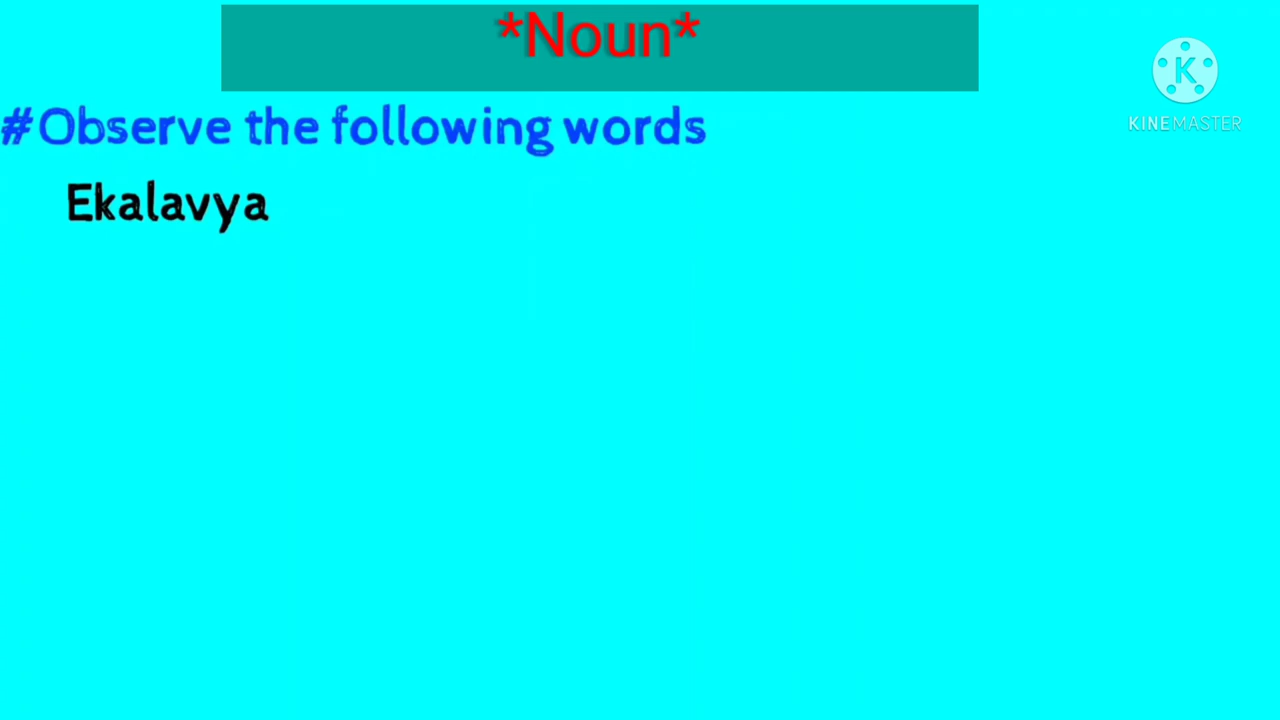 *Noun*
K
KINEMASTER
#Observe the following words
Ekalavya